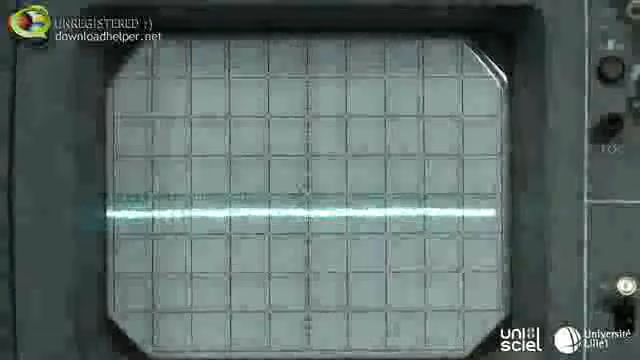 UNREGISTERED ;)
downloadhelper.net
uni
sciel
Université
Lille1